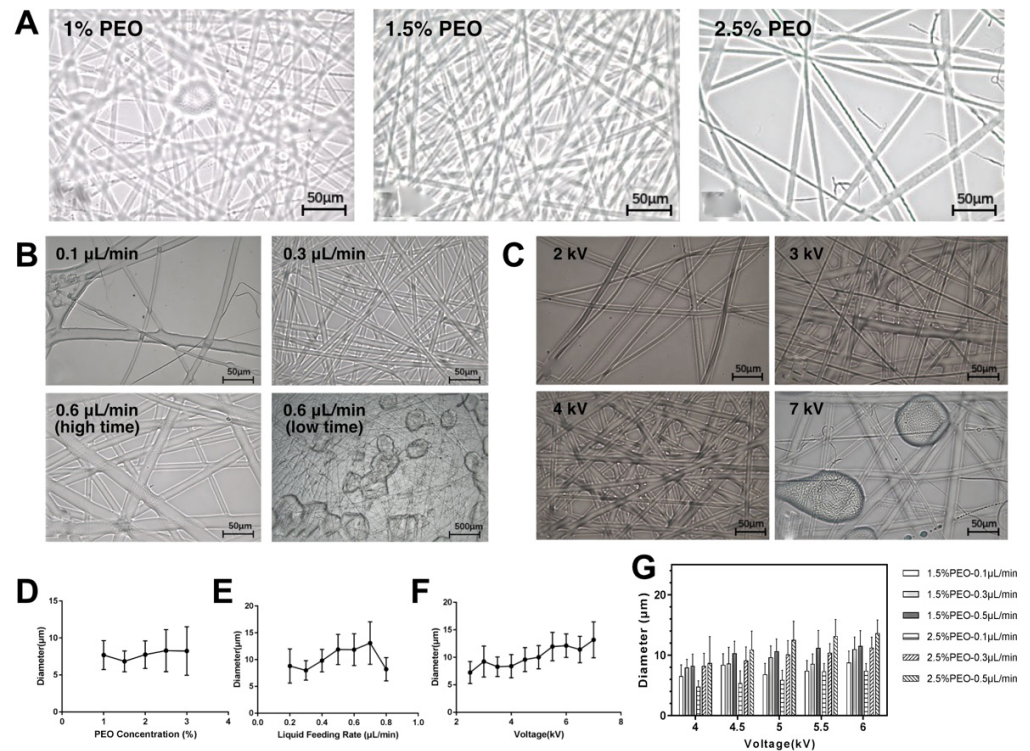 A
1% PEO
1.5% PEO
2.5% PEO
50μm
50μm
50μm
B
0.1 μL/min
0.3 μL/min
50μm
50μm
0.6 μL/min
(high time)
0.6 μL/min
(low time)
50μm
500μm
C
2 kV
3 kV
50μm
50μm
4 kV
7 kV
50μm
50μm
D
Diameter(μm)
15
10
5
0
0 1 2 3 4
PEO Concentration (%)
E
Diameter(μm)
20
15
10
5
0
0.0 0.2 0.4 0.6 0.8 1.0
Liquid Feeding Rate (μL/min)
F
Diameter(μm)
20
15
10
5
0
2 4 6 8
Voltage(kV)
G
Diameter (μm)
20
10
0
4 4.5 5 5.5 6
Voltage(kV)
1.5%PEO-0.1μL/min
1.5%PEO-0.3μL/min
1.5%PEO-0.5μL/min
2.5%PEO-0.1μL/min
2.5%PEO-0.3μL/min
2.5%PEO-0.5μL/min